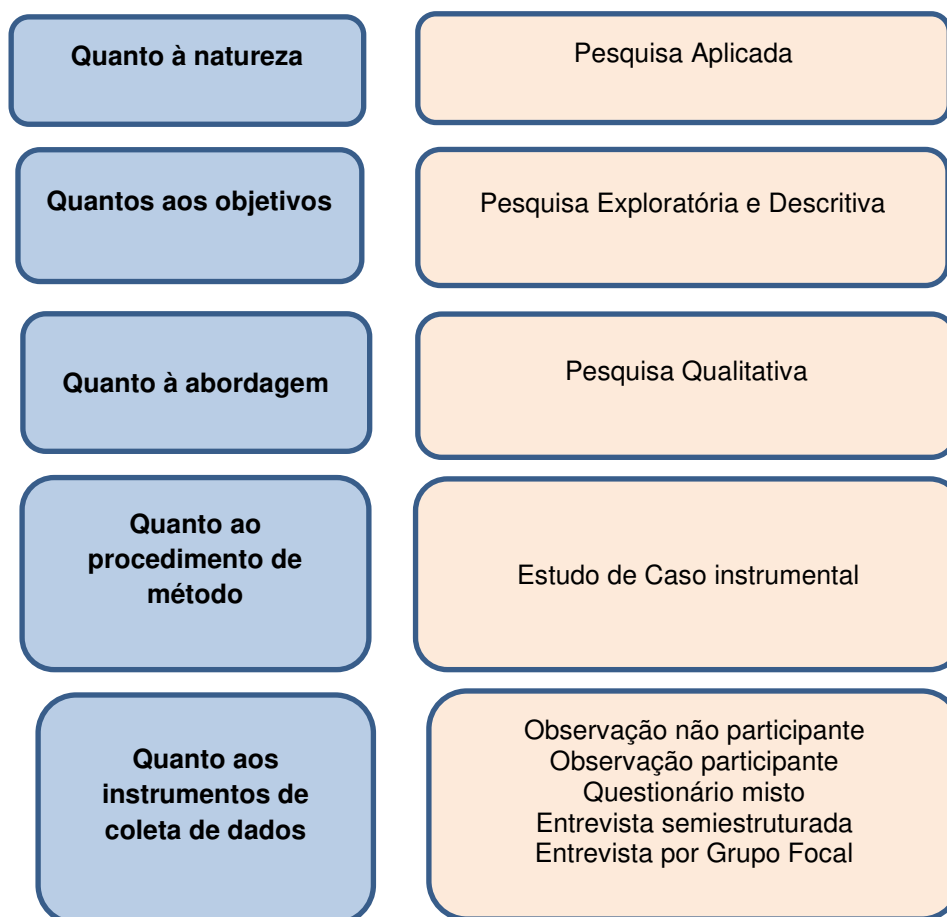 Quanto à natureza
Pesquisa Aplicada
Quantos aos objetivos
Pesquisa Exploratória e Descritiva
Quanto à abordagem
Pesquisa Qualitativa
Quanto ao
procedimento de
método
Estudo de Caso instrumental
Quanto aos
instrumentos de
coleta de dados
Observação não participante
Observação participante
Questionário misto
Entrevista semiestruturada
Entrevista por Grupo Focal